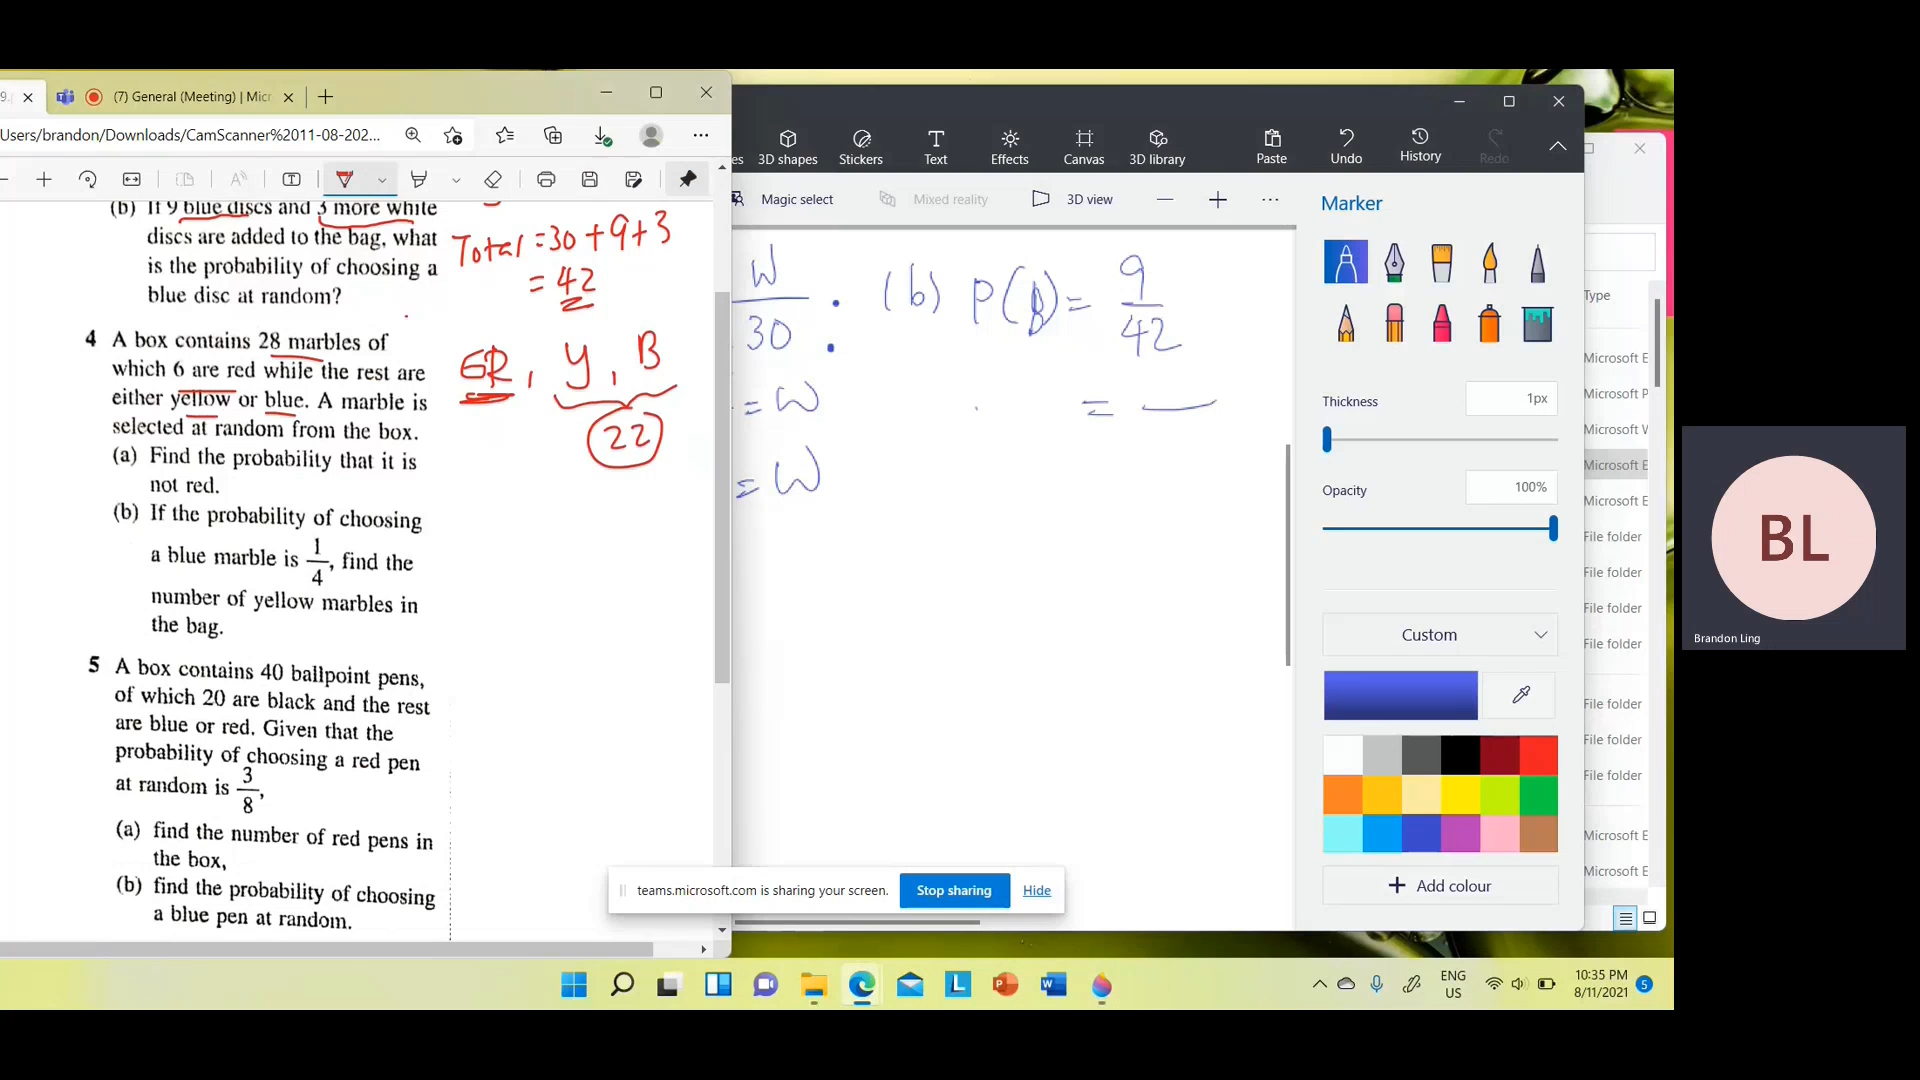 9.
(7) General (Meeting) | Micr
Users/brandon/Downloads/CamScanner%2011-08-202...
(b) If 9 blue discs and 3 more white
discs are added to the bag, what
is the probability of choosing a
blue disc at random?
Total = 30 + 9 + 3
= 42
4 A box contains 28 marbles of
which 6 are red while the rest are
either yellow or blue. A marble is
selected at random from the box.
(a) Find the probability that it is
not red.
(b) If the probability of choosing
a blue marble is 1/4, find the
number of yellow marbles in
the bag.
6R, Y, B
22
5 A box contains 40 ballpoint pens,
of which 20 are black and the rest
are blue or red. Given that the
probability of choosing a red pen
at random is 3/8,
(a) find the number of red pens in
the box,
(b) find the probability of choosing
a blue pen at random.
3D shapes
Stickers
Text
Effects
Canvas
3D library
Paste
Undo
History
Redo
Magic select
Mixed reality
3D view
W/30
= W
= W
(b) P(B) = 9/42
=
Marker
Thickness
1px
Opacity
100%
Custom
Add colour
Type
Microsoft E
Microsoft P
Microsoft W
Microsoft E
Microsoft E
File folder
File folder
File folder
File folder
File folder
File folder
File folder
Microsoft E
Microsoft E
teams.microsoft.com is sharing your screen.
Stop sharing
Hide
BL
Brandon Ling
ENG
US
10:35 PM
8/11/2021
5